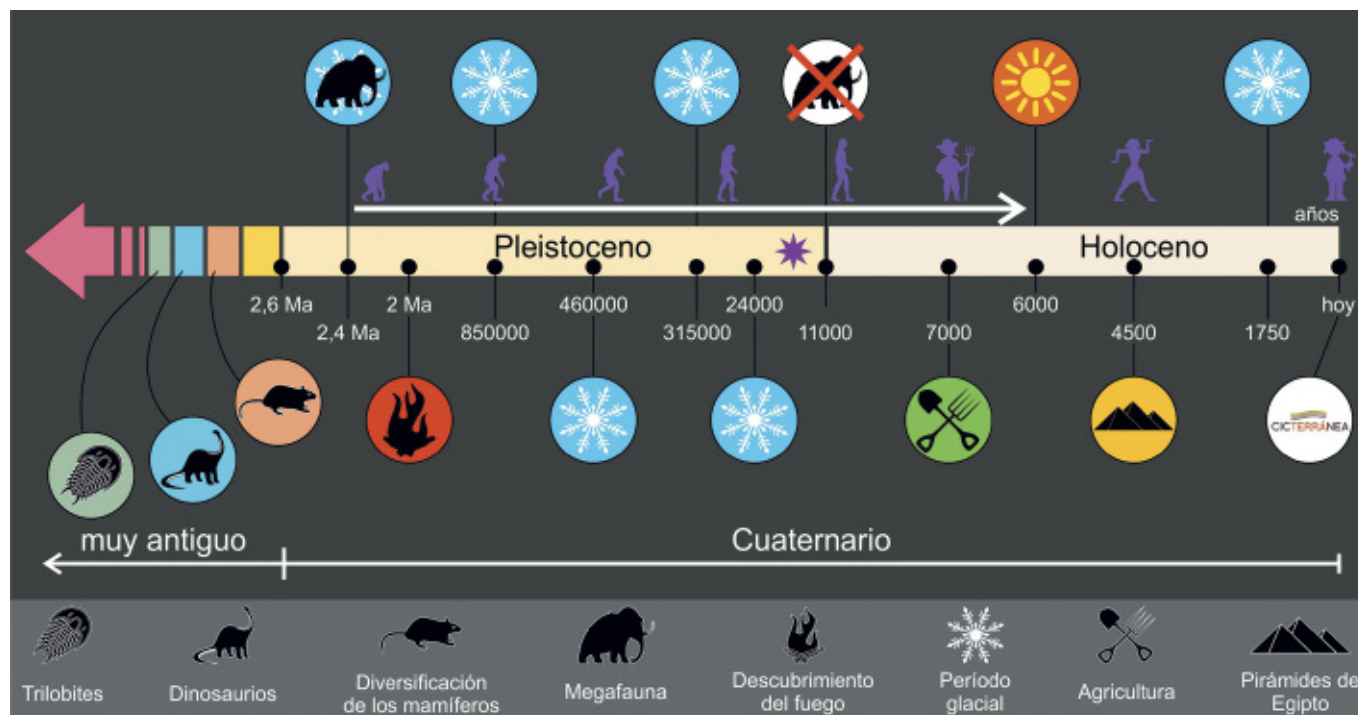 años
Pleistoceno
Holoceno
2,6 Ma
2 Ma
460000
24000
6000
hoy
2,4 Ma
850000
315000
11000
7000
4500
1750
CICTERRÁNEA
muy antiguo
Cuaternario
Trilobites
Dinosaurios
Diversificación
de los mamíferos
Megafauna
Descubrimiento
del fuego
Período
glacial
Agricultura
Pirámides de
Egipto